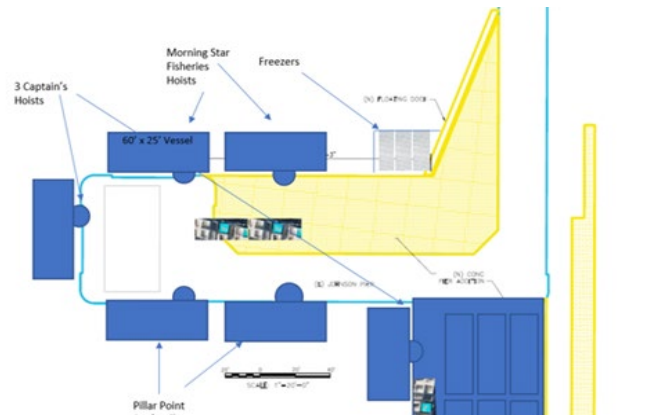 Morning Star
Fisheries
Hoists
Freezers
3 Captain's
Hoists
(N) FLOATING DOCK
60' x 25' Vessel
(E) JOHNSON
(N) CONC
PIER ADDITION
SCALE: 1"=20'-0"
Pillar Point